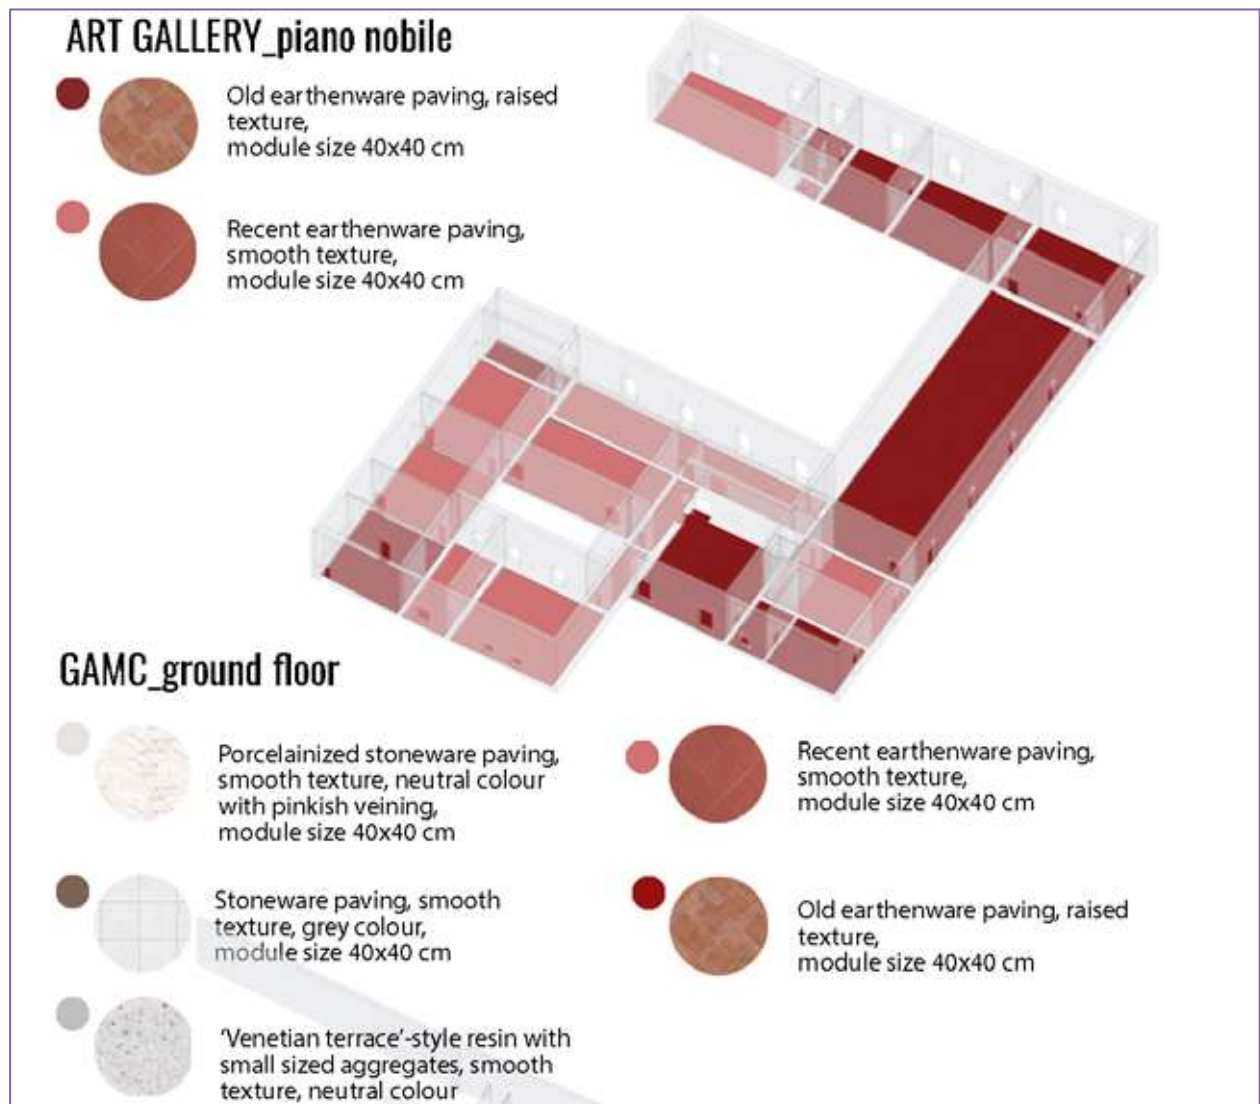 ART GALLERY_piano nobile
Old earthenware paving, raised
texture,
module size 40x40 cm
Recent earthenware paving,
smooth texture,
module size 40x40 cm
GAMC_ground floor
Porcelainized stoneware paving,
smooth texture, neutral colour
with pinkish veining,
module size 40x40 cm
Stoneware paving, smooth
texture, grey colour,
module size 40x40 cm
'Venetian terrace'-style resin with
small sized aggregates, smooth
texture, neutral colour
Recent earthenware paving,
smooth texture,
module size 40x40 cm
Old earthenware paving, raised
texture,
module size 40x40 cm